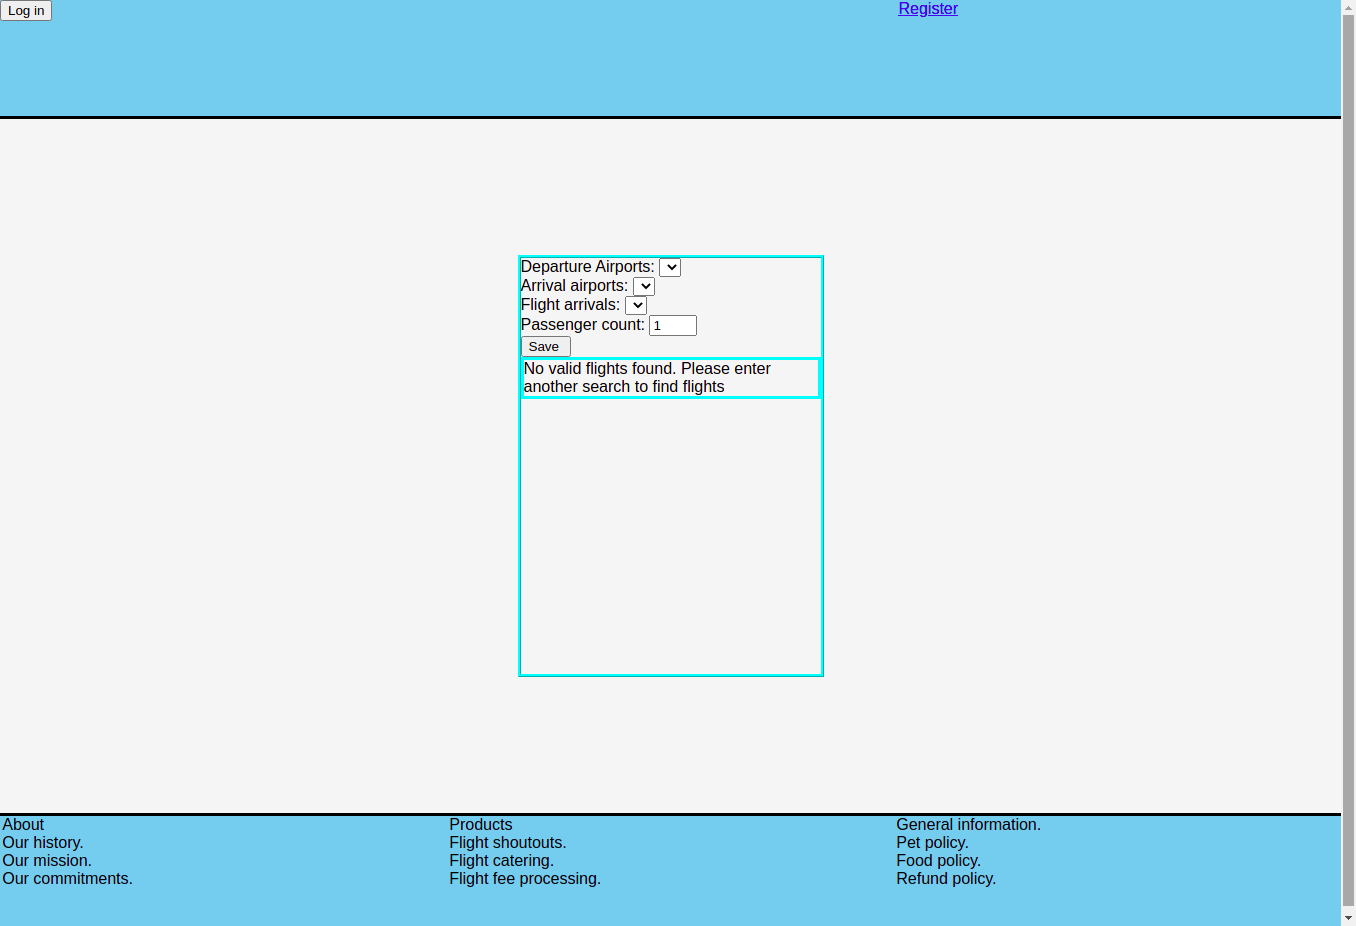 Log in
Register
Departure Airports:
Arrival airports:
Flight arrivals:
Passenger count: 1
Save
No valid flights found. Please enter
another search to find flights
About
Our history.
Our mission.
Our commitments.
Products
Flight shoutouts.
Flight catering.
Flight fee processing.
General information.
Pet policy.
Food policy.
Refund policy.